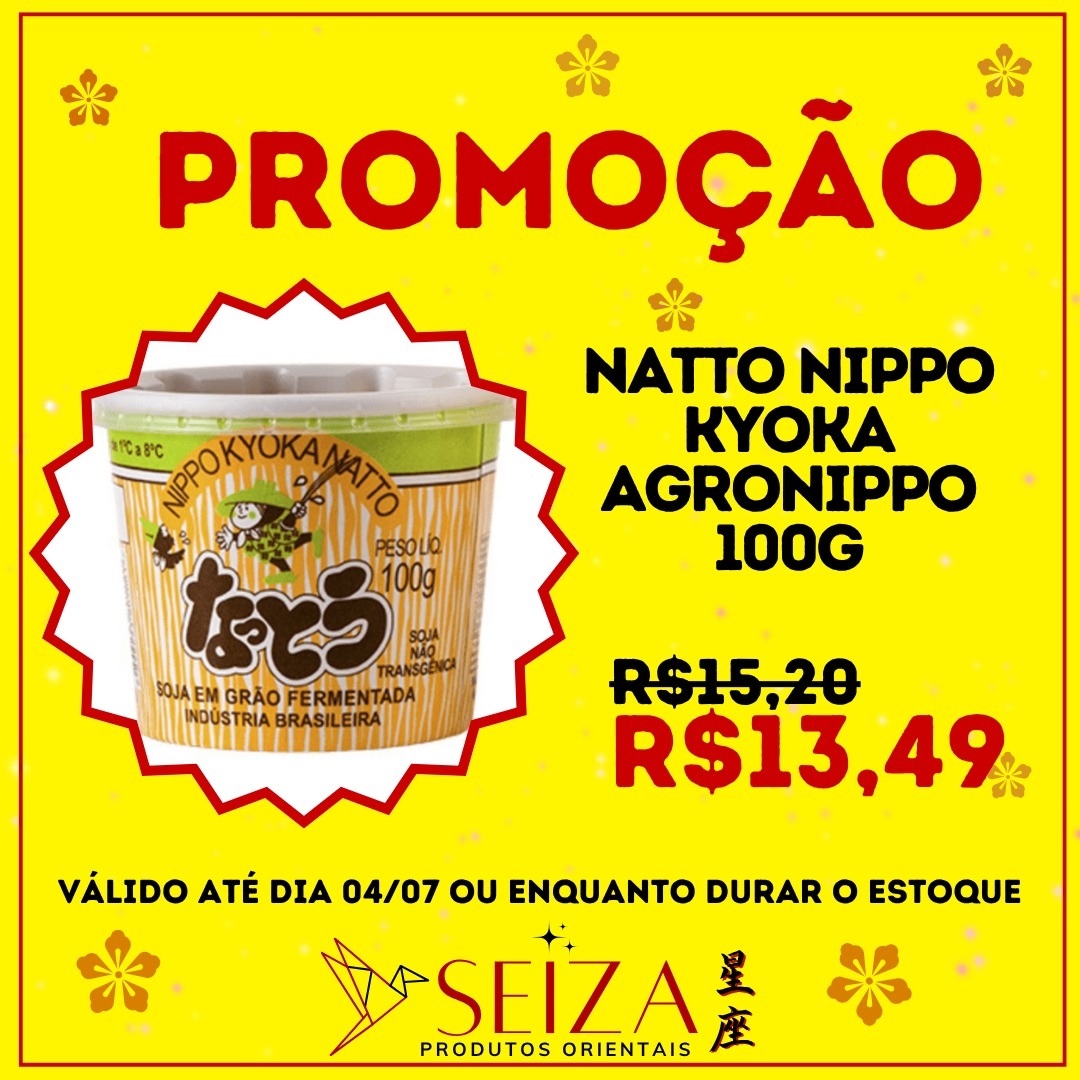 PROMOÇÃO
de 1°C a 8°C
NIPPO KYOKA NATTO
PESO LÍQ.
100g
なっとう
SOJA
NÃO
TRANSGÊNICA
SOJA EM GRÃO FERMENTADA
INDÚSTRIA BRASILEIRA
NATTO NIPPO
KYOKA
AGRONIPPO
100G
R$15,20
R$13,49
VÁLIDO ATÉ DIA 04/07 OU ENQUANTO DURAR O ESTOQUE
SEIZA
星座
PRODUTOS ORIENTAIS